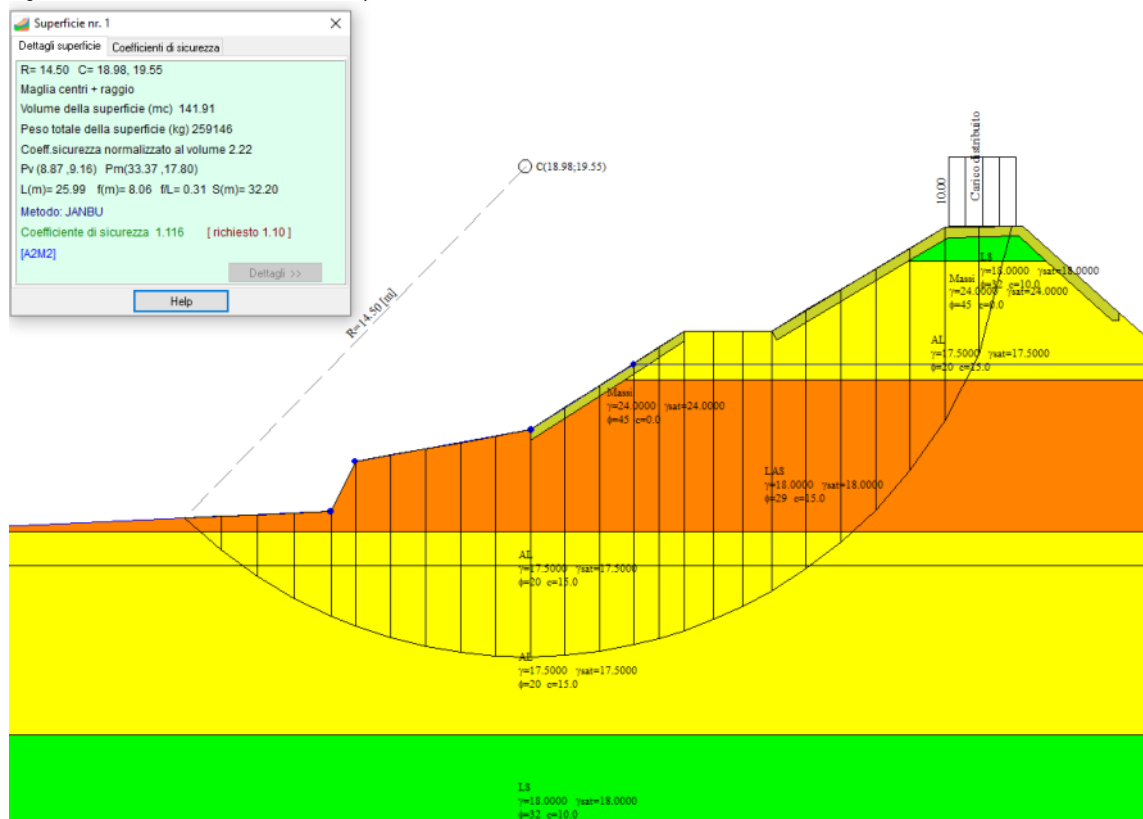 Superficie nr. 1
Dettagli superficie
Coefficienti di sicurezza
R= 14.50 C= 18.98, 19.55
Maglia centri + raggio
Volume della superficie (mc) 141.91
Peso totale della superficie (kg) 259146
Coeff.sicurezza normalizzato al volume 2.22
Pv (8.87 ,9.16) Pm(33.37 ,17.80)
L(m)= 25.99 f(m)= 8.06 f/L= 0.31 S(m)= 32.20
Metodo: JANBU
Coefficiente di sicurezza 1.116 [ richiesto 1.10 ]
[A2M2]
Dettagli >>
Help
C(18.98;19.55)
R=14.50 [m]
10.00
Carico distribuito
LS
γ=18.0000 γsat=18.0000
ϕ=32 c=10.0
Massi
γ=24.0000 γsat=24.0000
ϕ=45 c=0.0
AL
γ=17.5000 γsat=17.5000
ϕ=20 c=15.0
Massi
γ=24.0000 γsat=24.0000
ϕ=45 c=0.0
LAS
γ=18.0000 γsat=18.0000
ϕ=29 c=15.0
AL
γ=17.5000 γsat=17.5000
ϕ=20 c=15.0
AL
γ=17.5000 γsat=17.5000
ϕ=20 c=15.0
LS
γ=18.0000 γsat=18.0000
ϕ=32 c=10.0